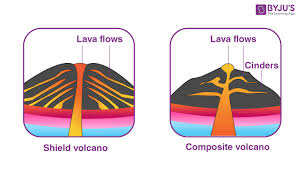 BYJU'S
The Learning App
Lava flows
Lava flows
Cinders
Shield volcano
Composite volcano